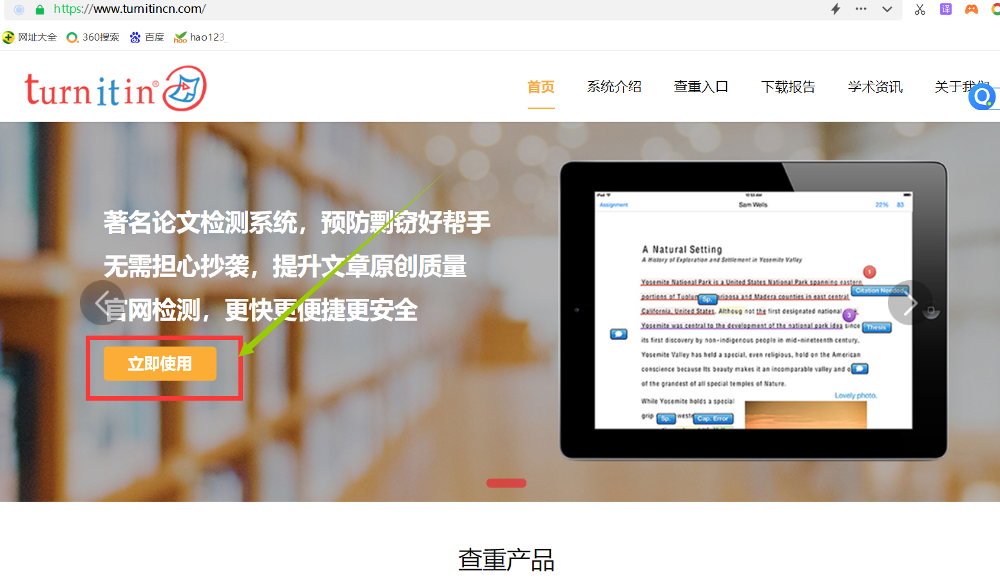 https://www.turnitincn.com/
译
网址大全 360搜索 百度 hao123_
turnitin®
首页 系统介绍 查重入口 下载报告 学术资讯 关于我们
著名论文检测系统，预防剽窃好帮手
无需担心抄袭，提升文章原创质量
官网检测，更快更便捷更安全
立即使用
iPad 10:53 AM
Assignment Sam Wells 22% 83
A Natural Setting
A History of Exploration and Settlement in Yosemite Valley
1
Yosemite National Park is a United States National Park spanning eastern
Citation Needed
portions of Tuolum Sp. ariposa and Madera counties in east central
California, United States. Althoug not the first designated national
3
Yosemite was central to the development of the national park idea since
Thesis
its first discovery by non-indigenous people in mid-nineteenth century,
Yosemite Valley has held a special, even religious, hold on the American
conscience because its beauty makes it an incomparable valley and o
of the grandest of all special temples of Nature.
Lovely photo.
While Yosemite holds a special
grip Sp. weste Cap. Error
查重产品